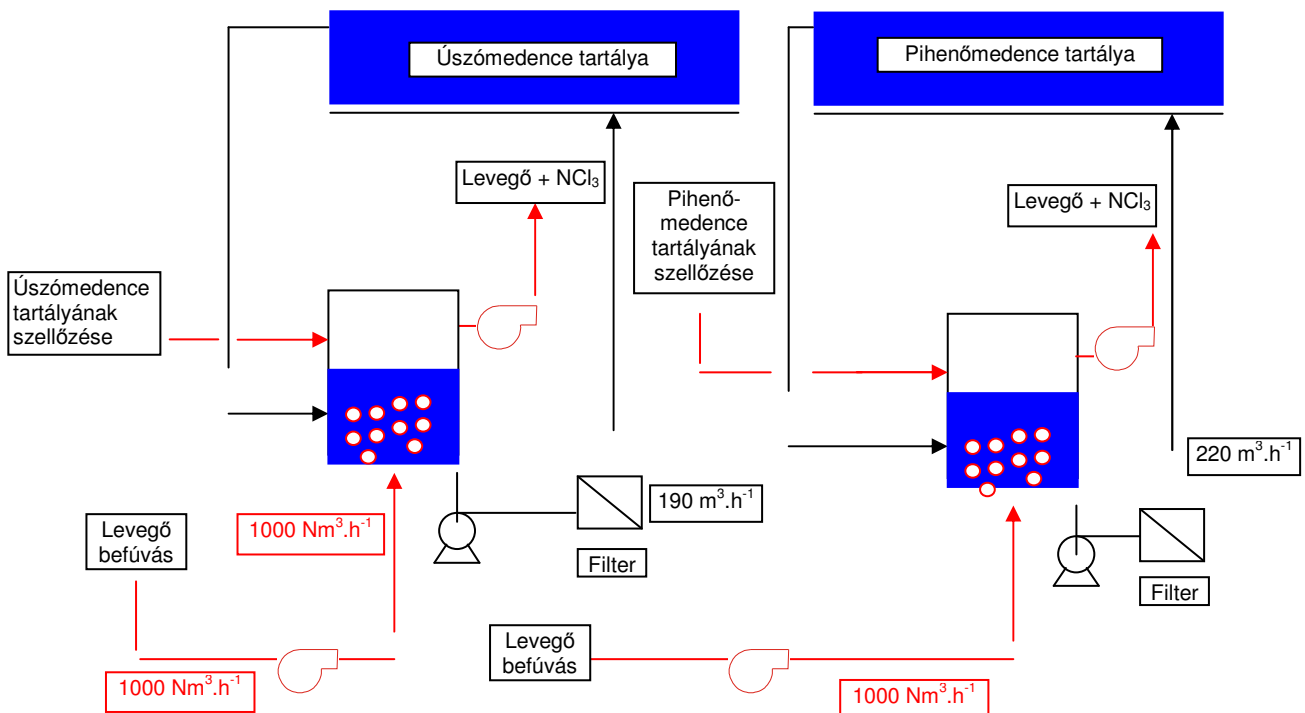 Úszómedence tartálya
Pihenőmedence tartálya
Levegő + NCl₃
Pihenő-
medence
tartályának
szellőzése
Levegő + NCl₃
Úszómedence
tartályának
szellőzése
220 m³.h⁻¹
190 m³.h⁻¹
1000 Nm³.h⁻¹
Levegő
befúvás
Filter
Filter
Levegő
befúvás
1000 Nm³.h⁻¹
1000 Nm³.h⁻¹